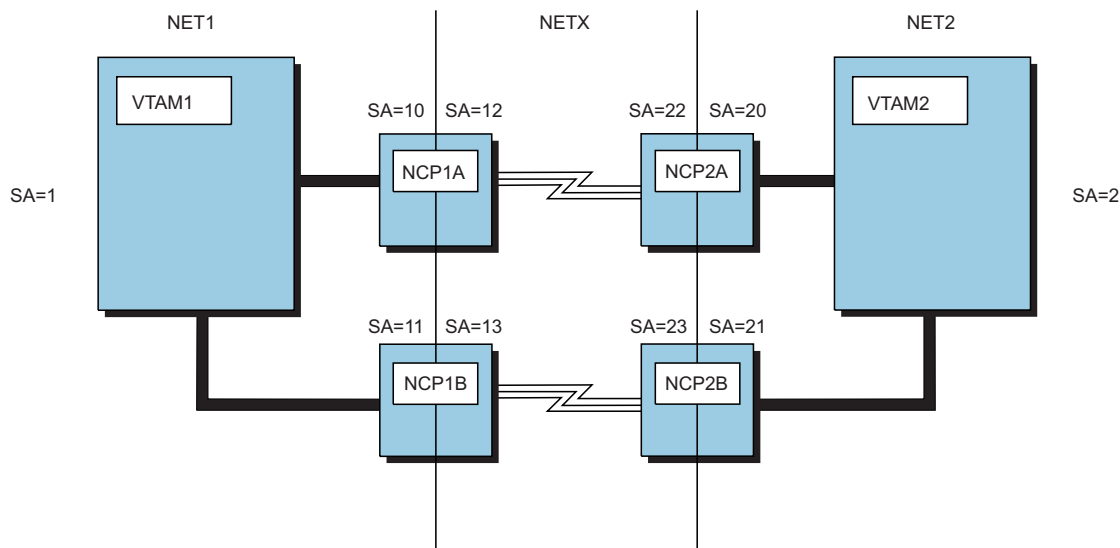 NET1
NETX
NET2
VTAM1
VTAM2
SA=10
SA=12
SA=22
SA=20
NCP1A
NCP2A
SA=1
SA=2
SA=11
SA=13
SA=23
SA=21
NCP1B
NCP2B